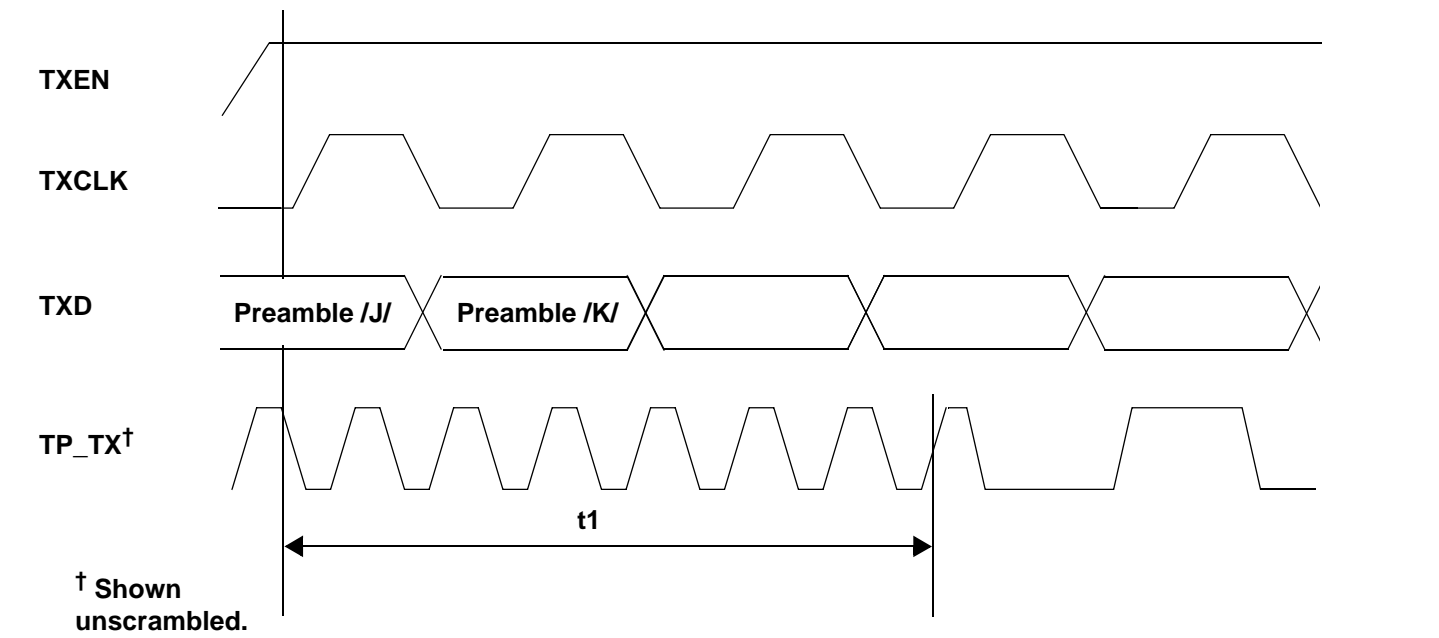 TXEN
TXCLK
TXD
Preamble /J/
Preamble /K/
TP_TX†
t1
† Shown
unscrambled.